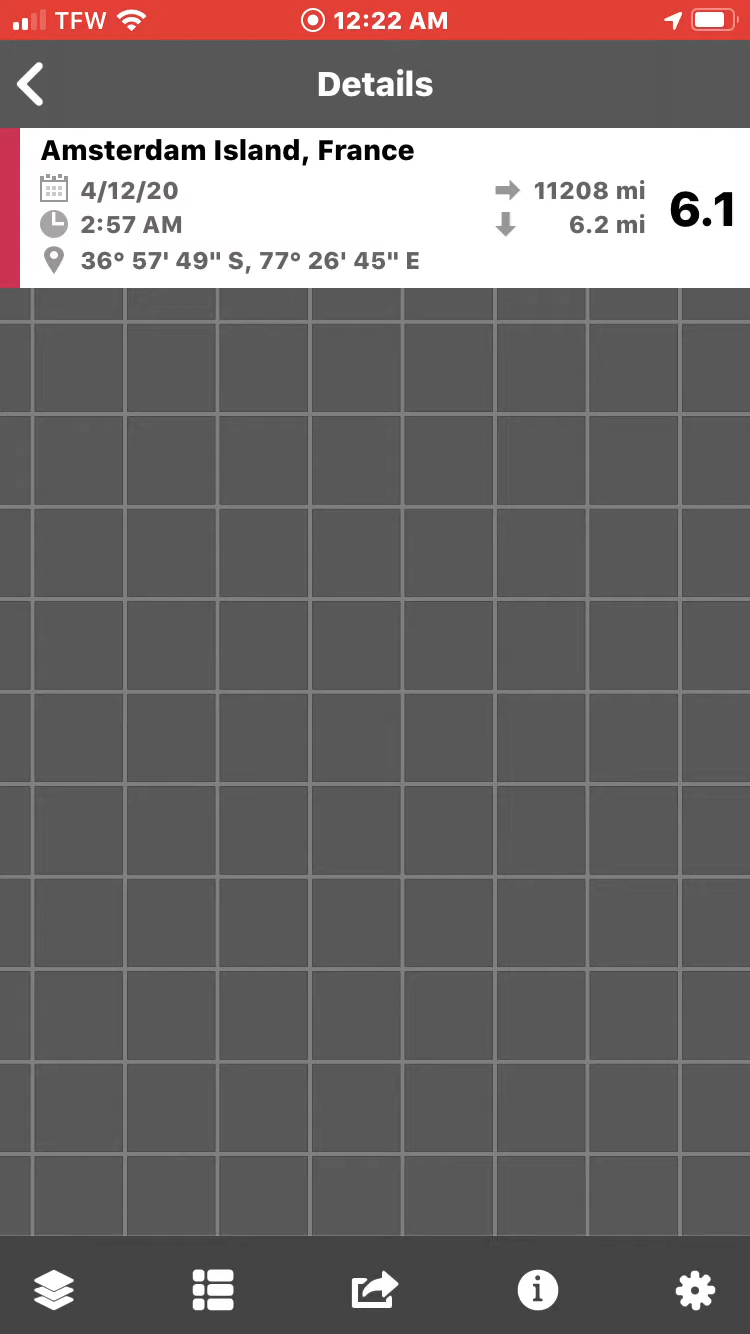 TFW 12:22 AM
Details
Amsterdam Island, France
4/12/20 11208 mi 6.1
2:57 AM 6.2 mi
36° 57' 49" S, 77° 26' 45" E